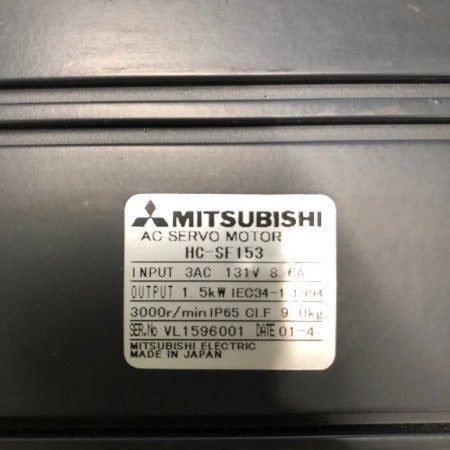 MITSUBISHI
AC SERVO MOTOR
HC-SF153
INPUT 3AC 131V 8.6A
OUTPUT 1.5kW IEC34-1 1994
3000r/min IP65 Cl.F 9.0kg
SER.No VL1596001 DATE 01-4
MITSUBISHI ELECTRIC
MADE IN JAPAN